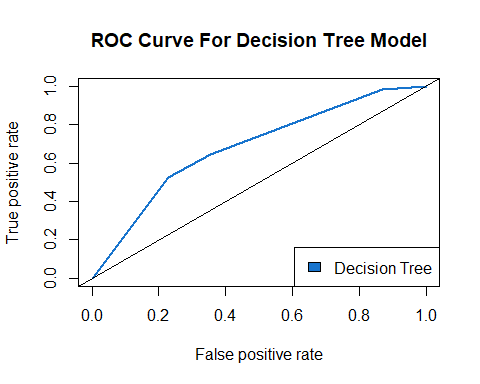 ROC Curve For Decision Tree Model
True positive rate
1.0
0.8
0.6
0.4
0.2
0.0
Decision Tree
0.0 0.2 0.4 0.6 0.8 1.0
False positive rate